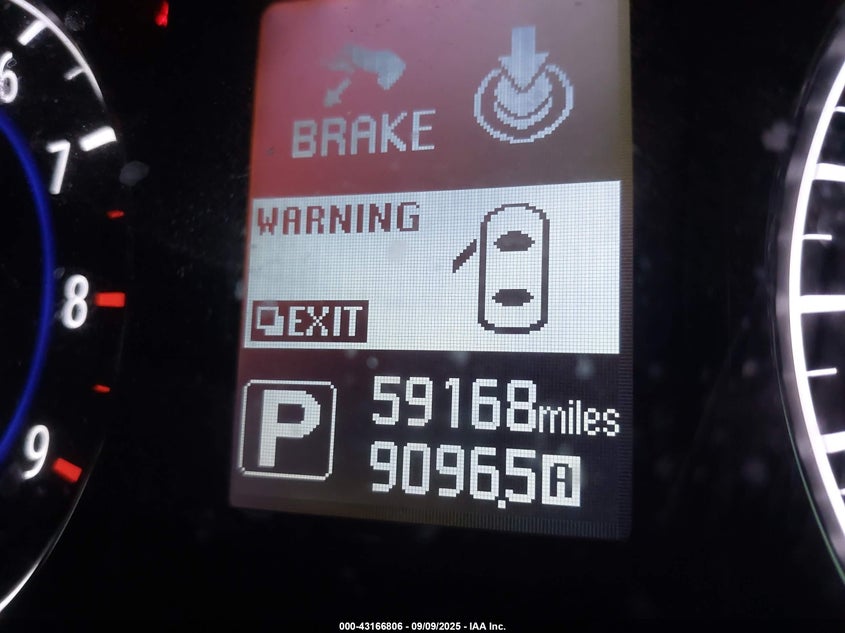 6
7
8
9
BRAKE
WARNING
EXIT
P
59168miles
9096.5A
000-43166806 - 09/09/2025 - IAA Inc.